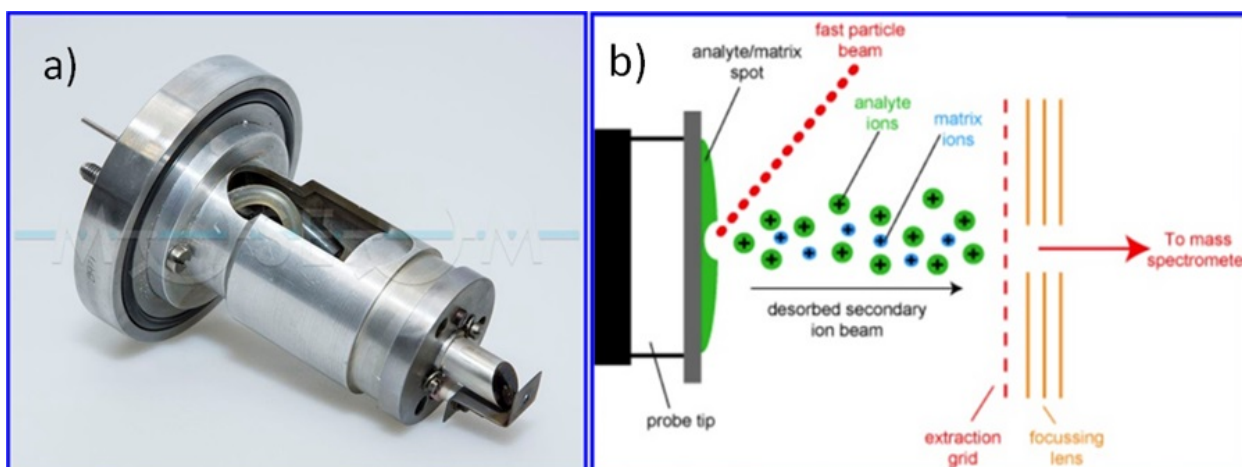 a)
b)
fast particle
beam
analyte/matrix
spot
analyte
ions
matrix
ions
To mass
spectromete
desorbed secondary
ion beam
probe tip
extraction
grid
focussing
lens